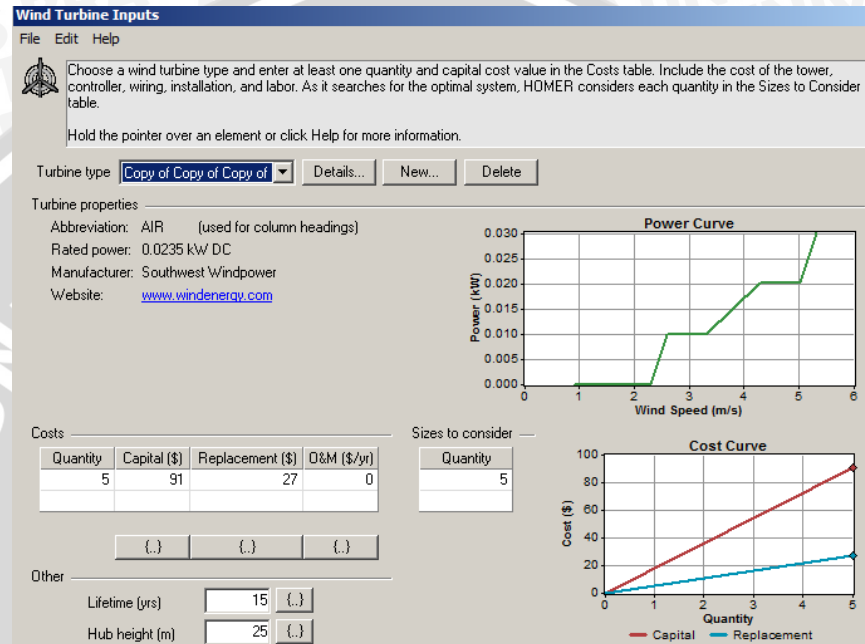 Wind Turbine Inputs
File Edit Help
Choose a wind turbine type and enter at least one quantity and capital cost value in the Costs table. Include the cost of the tower,
controller, wiring, installation, and labor. As it searches for the optimal system, HOMER considers each quantity in the Sizes to Consider
table.
Hold the pointer over an element or click Help for more information.
Turbine type Copy of Copy of Copy of Details... New... Delete
Turbine properties
Abbreviation: AIR (used for column headings)
Rated power: 0.0235 kW DC
Manufacturer: Southwest Windpower
Website: www.windenergy.com
Power Curve
0.030
0.025
0.020
0.015
0.010
0.005
0.000
Power (kW)
0 1 2 3 4 5 6
Wind Speed (m/s)
Costs
Quantity Capital ($) Replacement ($) O&M ($/yr)
5 91 27 0
{..} {..} {..}
Sizes to consider
Quantity
5
Cost Curve
100
80
60
40
20
0
Cost ($)
0 1 2 3 4 5
Quantity
Capital Replacement
Other
Lifetime (yrs) 15 {..}
Hub height (m) 25 {..}